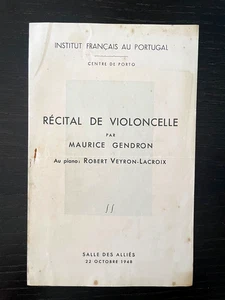 INSTITUT FRANÇAIS AU PORTUGAL
CENTRE DE PORTO
RÉCITAL DE VIOLONCELLE
PAR
MAURICE GENDRON
Au piano: ROBERT VEYRON-LACROIX
SALLE DES ALLIÉS
22 OCTOBRE 1948